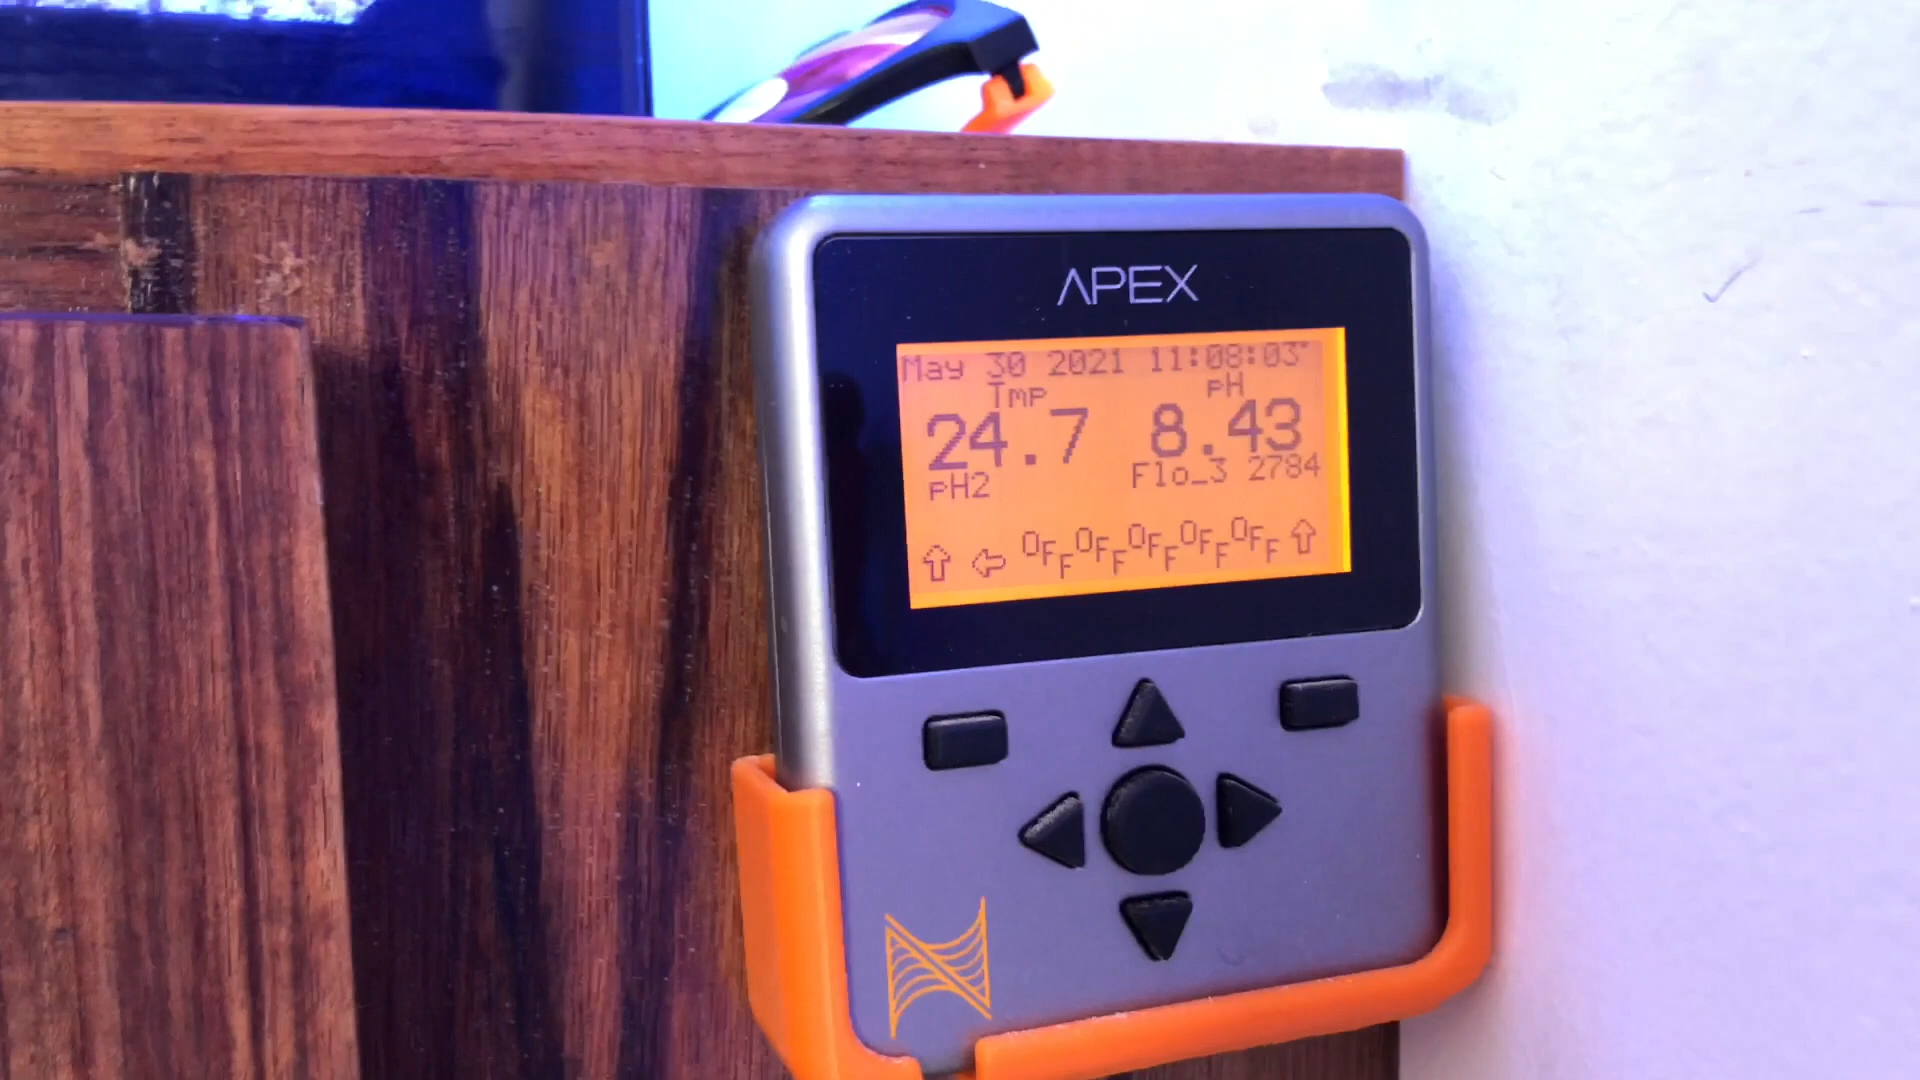 APEX
May 30 2021 11:08:03
Tmp pH
24.7 8.43
pH2 Flo_3 2784
OFF OFF OFF OFF OFF